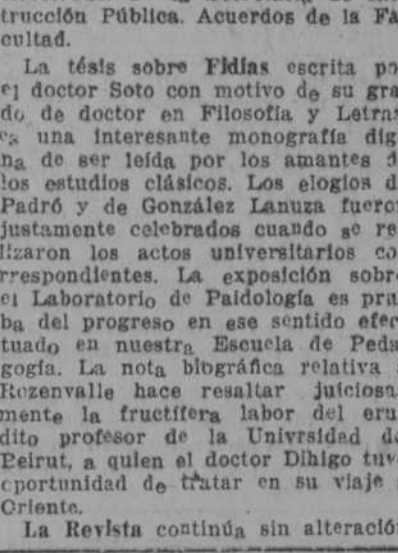 trucción Pública. Acuerdos de la FA
cultad.
La tésis sobre Fidias escrita po
el doctor Soto con motivo de su gra
do de doctor en Filosofía y Letras
es una interesante monografía dig
na de ser leída por los amantes d
los estudios clásicos. Los elogios d
Padró y de González Lanuza fueron
justamente celebrados cuando se re
lizaron los actos universitarios co
rrespondientes. La exposición sobre
el Laboratorio de Paidología es prue
ba del progreso en ese sentido efec
tuado en nuestra Escuela de Peda
gogía. La nota biográfica relativa a
Rozenvalle hace resaltar juiciosa
mente la fructífera labor del eru
dito profesor de la Univrsidad de
Beirut, a quien el doctor Dihigo tuvo
oportunidad de tratar en su viaje a
Oriente.
La Revista continúa sin alteración